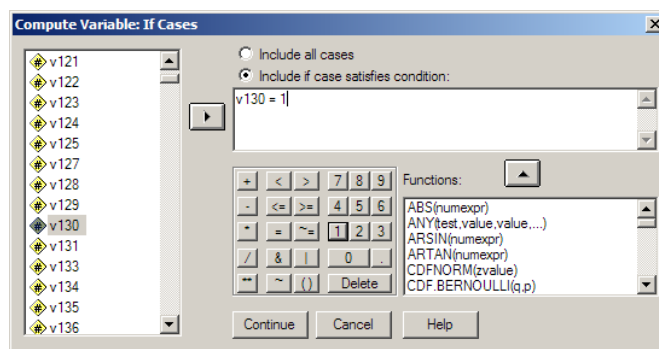 Compute Variable: If Cases
v121
v122
v123
v124
v125
v127
v128
v129
v130
v131
v133
v134
v135
v136
Include all cases
Include if case satisfies condition:
v130 = 1
+ < > 7 8 9
- <= >= 4 5 6
* = ~= 1 2 3
/ & | 0 .
** ~ () Delete
Functions:
ABS(numexpr)
ANY(test,value,value,...)
ARSIN(numexpr)
ARTAN(numexpr)
CDFNORM(zvalue)
CDF.BERNOULLI(q,p)
Continue Cancel Help